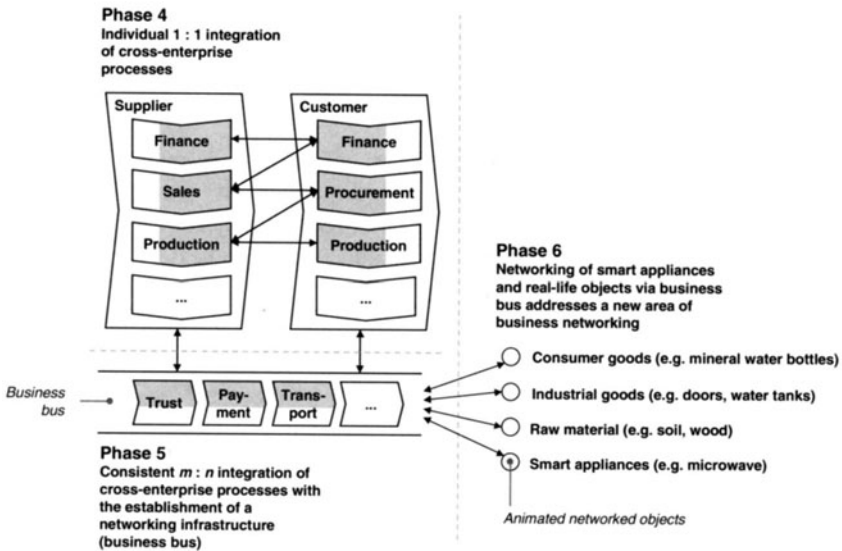 Phase 4
Individual 1 : 1 integration
of cross-enterprise
processes
Supplier
Customer
Finance
Finance
Sales
Procurement
Production
Production
...
...
Business
bus
Trust
Pay-
ment
Trans-
port
...
Phase 5
Consistent m : n integration of
cross-enterprise processes with
the establishment of a
networking infrastructure
(business bus)
Phase 6
Networking of smart appliances
and real-life objects via business
bus addresses a new area of
business networking
Consumer goods (e.g. mineral water bottles)
Industrial goods (e.g. doors, water tanks)
Raw material (e.g. soil, wood)
Smart appliances (e.g. microwave)
Animated networked objects